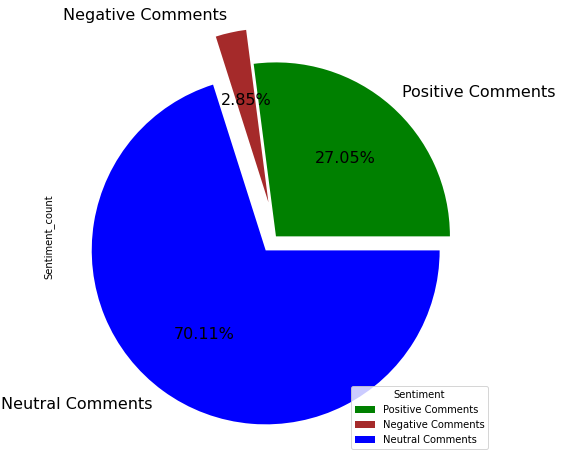 Negative Comments
Positive Comments
2.85%
27.05%
Sentiment_count
70.11%
Neutral Comments
Sentiment
Positive Comments
Negative Comments
Neutral Comments